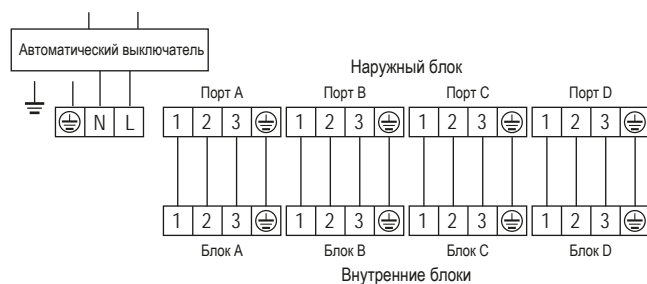 Автоматический выключатель
Наружный блок
Порт A Порт B Порт C Порт D
N L 1 2 3 1 2 3 1 2 3 1 2 3
1 2 3 1 2 3 1 2 3 1 2 3
Блок A Блок B Блок C Блок D
Внутренние блоки